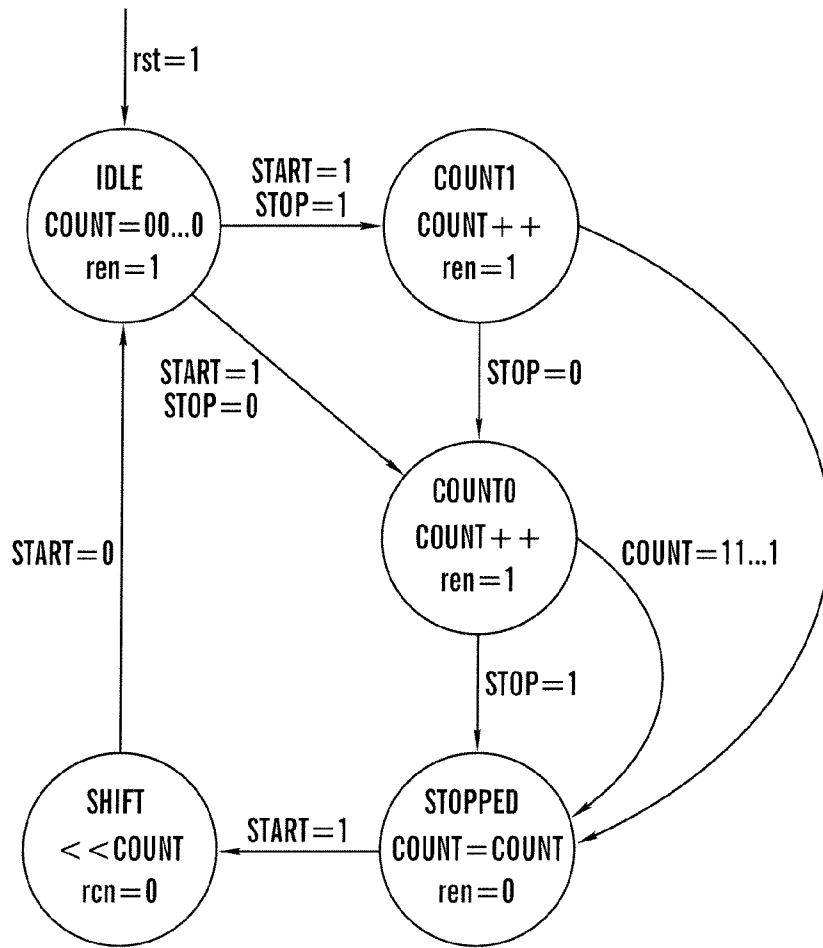 rst=1
IDLE
COUNT=00...0
ren=1
START=1
STOP=1
COUNT1
COUNT++
ren=1
START=1
STOP=0
STOP=0
COUNT0
COUNT++
ren=1
START=0
COUNT=11...1
STOP=1
SHIFT
<<COUNT
rcn=0
START=1
STOPPED
COUNT=COUNT
ren=0